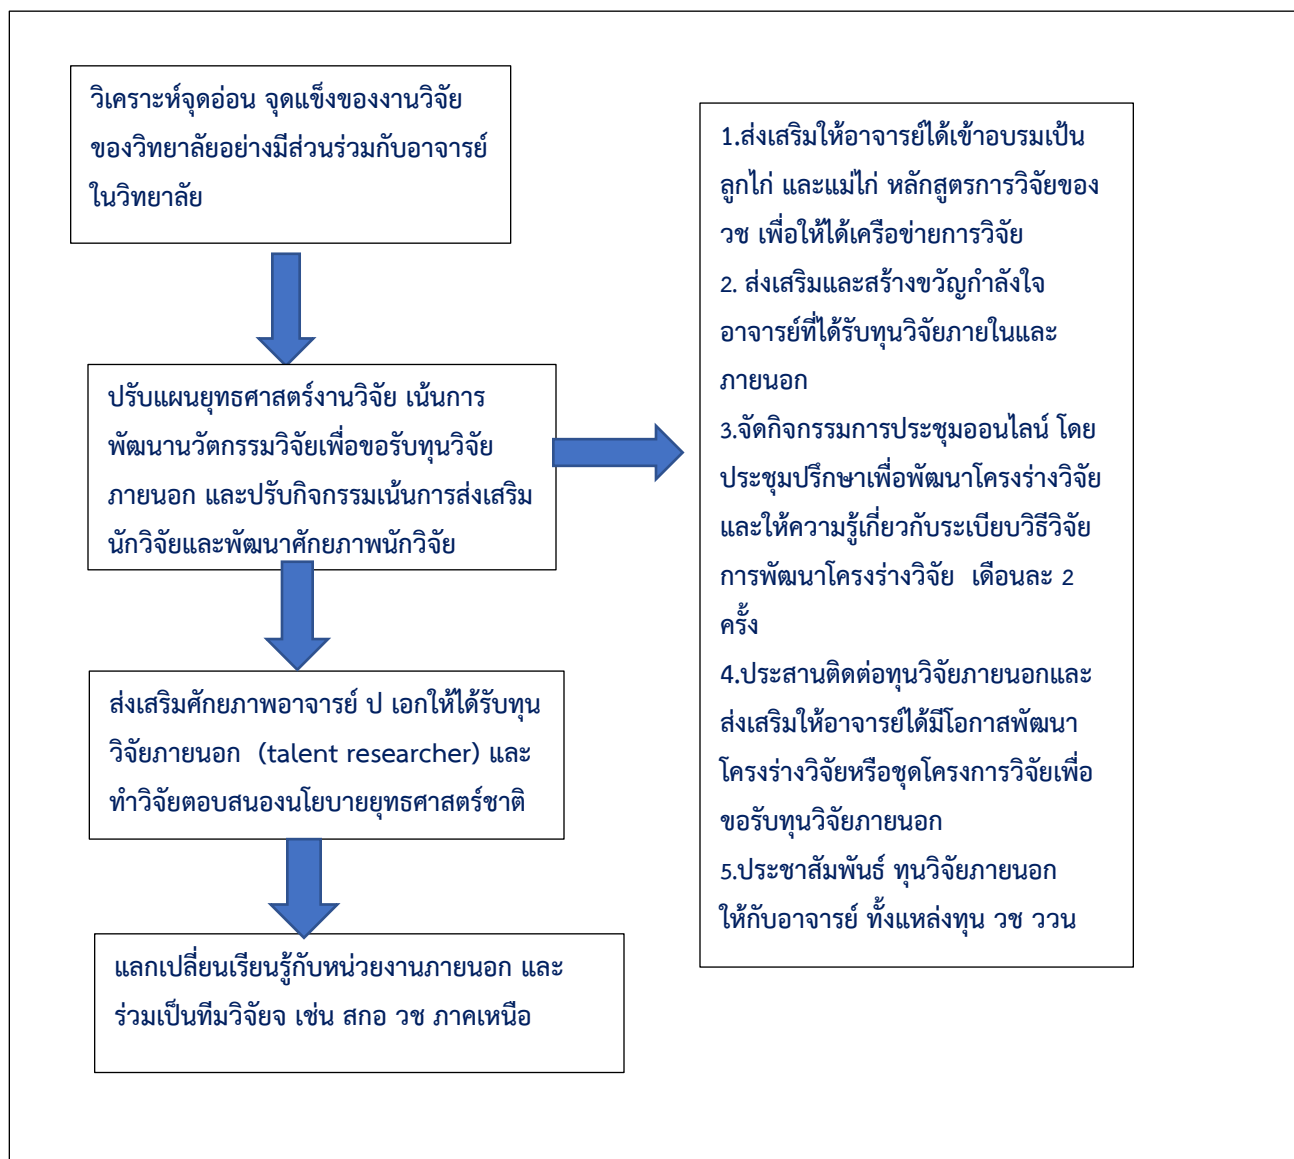 วิเคราะห์จุดอ่อน จุดแข็งของงานวิจัย
ของวิทยาลัยอย่างมีส่วนร่วมกับอาจารย์
ในวิทยาลัย
ปรับแผนยุทธศาสตร์งานวิจัย เน้นการ
พัฒนานวัตกรรมวิจัยเพื่อขอรับทุนวิจัย
ภายนอก และปรับกิจกรรมเน้นการส่งเสริม
นักวิจัยและพัฒนาศักยภาพนักวิจัย
ส่งเสริมศักยภาพอาจารย์ ป เอกให้ได้รับทุน
วิจัยภายนอก (talent researcher) และ
ทำวิจัยตอบสนองนโยบายยุทธศาสตร์ชาติ
แลกเปลี่ยนเรียนรู้กับหน่วยงานภายนอก และ
ร่วมเป็นทีมวิจัยจ เช่น สกอ วช ภาคเหนือ
1.ส่งเสริมให้อาจารย์ได้เข้าอบรมเป้น
ลูกไก่ และแม่ไก่ หลักสูตรการวิจัยของ
วช เพื่อให้ได้เครือข่ายการวิจัย
2. ส่งเสริมและสร้างขวัญกำลังใจ
อาจารย์ที่ได้รับทุนวิจัยภายในและ
ภายนอก
3.จัดกิจกรรมการประชุมออนไลน์ โดย
ประชุมปรึกษาเพื่อพัฒนาโครงร่างวิจัย
และให้ความรู้เกี่ยวกับระเบียบวิธีวิจัย
การพัฒนาโครงร่างวิจัย เดือนละ 2
ครั้ง
4.ประสานติดต่อทุนวิจัยภายนอกและ
ส่งเสริมให้อาจารย์ได้มีโอกาสพัฒนา
โครงร่างวิจัยหรือชุดโครงการวิจัยเพื่อ
ขอรับทุนวิจัยภายนอก
5.ประชาสัมพันธ์ ทุนวิจัยภายนอก
ให้กับอาจารย์ ทั้งแหล่งทุน วช ววน